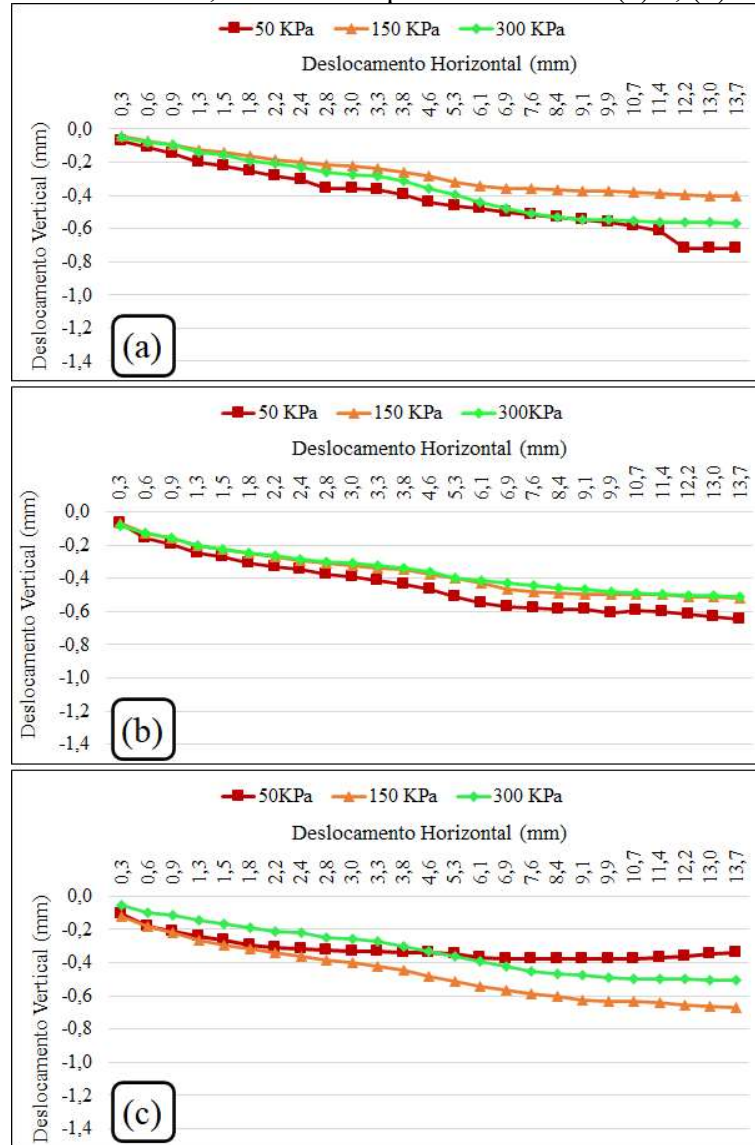 50 KPa 150 KPa 300 KPa
Deslocamento Horizontal (mm)
0,3 0,6 0,9 1,3 1,5 1,8 2,2 2,4 2,8 3,0 3,3 3,8 4,6 5,3 6,1 6,9 7,6 8,4 9,1 9,9 10,7 11,4 12,2 13,0 13,7
Deslocamento Vertical (mm)
0,0
-0,2
-0,4
-0,6
-0,8
-1,0
-1,2
-1,4
(a)
50 KPa 150 KPa 300KPa
Deslocamento Horizontal (mm)
0,3 0,6 0,9 1,3 1,5 1,8 2,2 2,4 2,8 3,0 3,3 3,8 4,6 5,3 6,1 6,9 7,6 8,4 9,1 9,9 10,7 11,4 12,2 13,0 13,7
Deslocamento Vertical (mm)
0,0
-0,2
-0,4
-0,6
-0,8
-1,0
-1,2
-1,4
(b)
50KPa 150 KPa 300 KPa
Deslocamento Horizontal (mm)
0,3 0,6 0,9 1,3 1,5 1,8 2,2 2,4 2,8 3,0 3,3 3,8 4,6 5,3 6,1 6,9 7,6 8,4 9,1 9,9 10,7 11,4 12,2 13,0 13,7
Deslocamento Vertical (mm)
0,0
-0,2
-0,4
-0,6
-0,8
-1,0
-1,2
-1,4
(c)